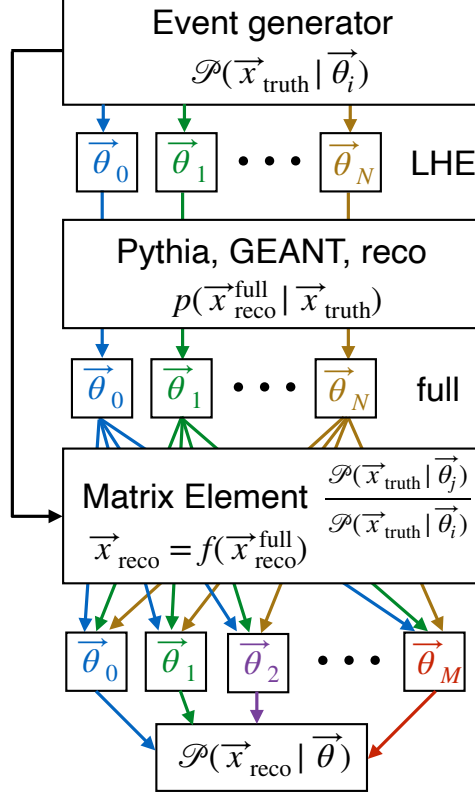 Event generator
𝒫(x⃗_truth | θ⃗_i)
θ⃗_0 θ⃗_1 • • • θ⃗_N LHE
Pythia, GEANT, reco
p(x⃗_reco^full | x⃗_truth)
θ⃗_0 θ⃗_1 • • • θ⃗_N full
Matrix Element 𝒫(x⃗_truth | θ⃗_j) / 𝒫(x⃗_truth | θ⃗_i)
x⃗_reco = f(x⃗_reco^full)
θ⃗_0 θ⃗_1 θ⃗_2 • • • θ⃗_M
𝒫(x⃗_reco | θ⃗)